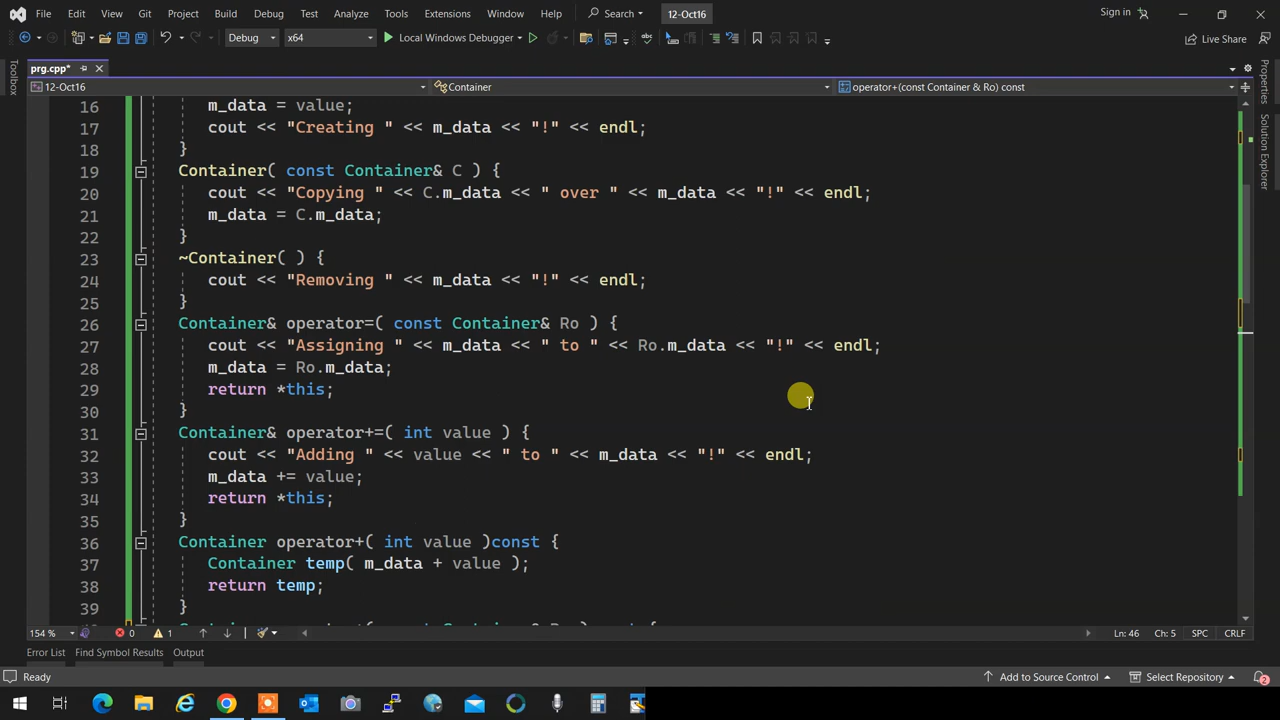 File Edit View Git Project Build Debug Test Analyze Tools Extensions Window Help Search 12-Oct16 Sign in
Debug x64 Local Windows Debugger Live Share
prg.cpp*
12-Oct16 Container operator+(const Container & Ro) const
Toolbox
Properties
Solution Explorer
16 m_data = value;
17 cout << "Creating " << m_data << "!" << endl;
18 }
19 Container( const Container& C ) {
20 cout << "Copying " << C.m_data << " over " << m_data << "!" << endl;
21 m_data = C.m_data;
22 }
23 ~Container( ) {
24 cout << "Removing " << m_data << "!" << endl;
25 }
26 Container& operator=( const Container& Ro ) {
27 cout << "Assigning " << m_data << " to " << Ro.m_data << "!" << endl;
28 m_data = Ro.m_data;
29 return *this;
30 }
31 Container& operator+=( int value ) {
32 cout << "Adding " << value << " to " << m_data << "!" << endl;
33 m_data += value;
34 return *this;
35 }
36 Container operator+( int value )const {
37 Container temp( m_data + value );
38 return temp;
39 }
154 % 0 1 Ln: 46 Ch: 5 SPC CRLF
Error List Find Symbol Results Output
Ready Add to Source Control Select Repository 2